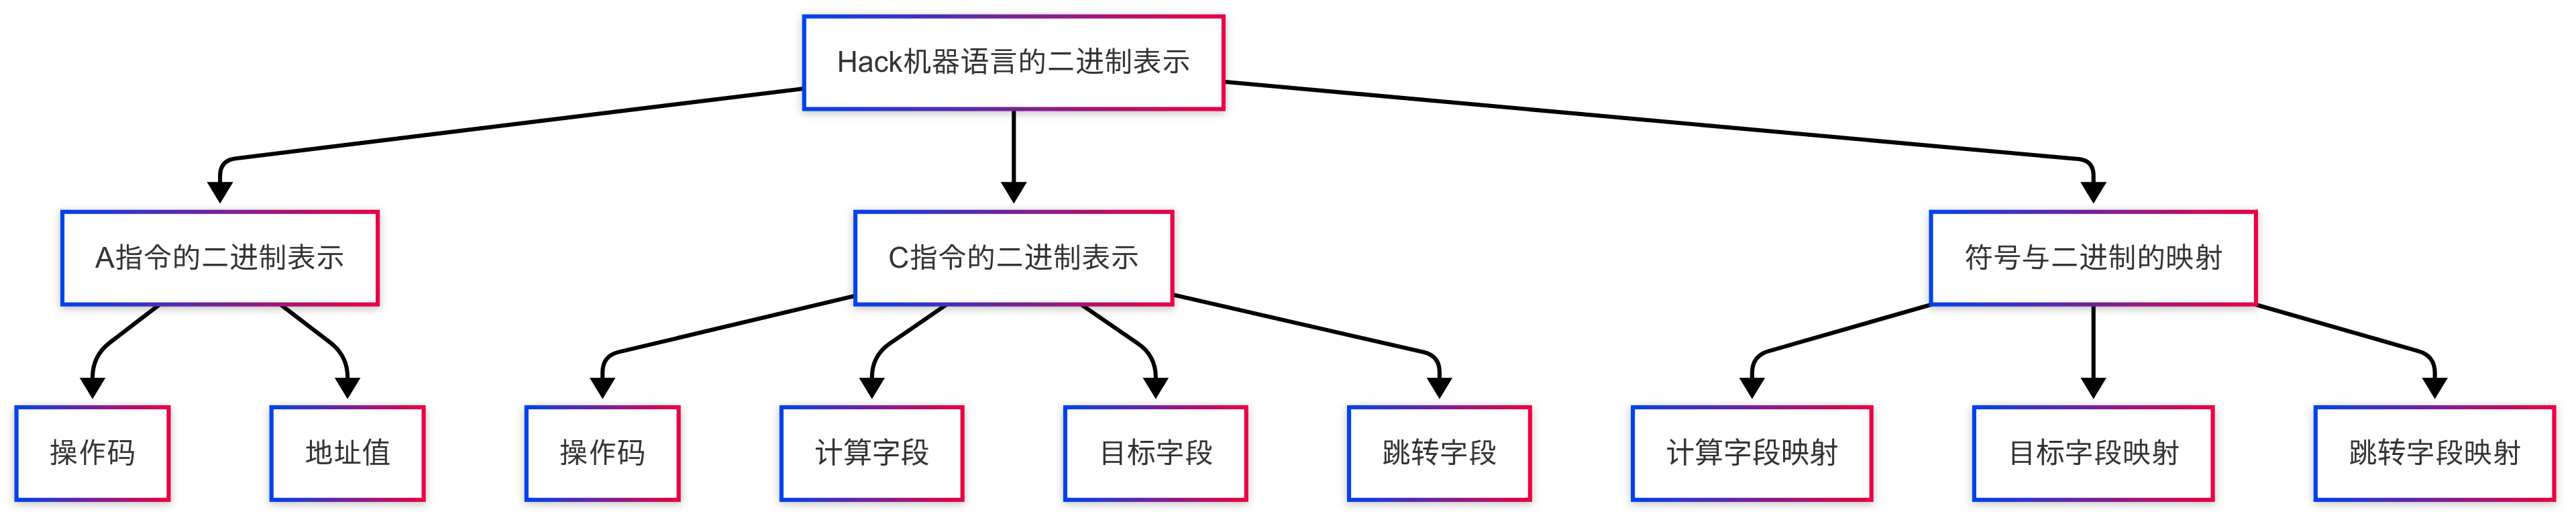 Hack机器语言的二进制表示
A指令的二进制表示
C指令的二进制表示
符号与二进制的映射
操作码
地址值
操作码
计算字段
目标字段
跳转字段
计算字段映射
目标字段映射
跳转字段映射